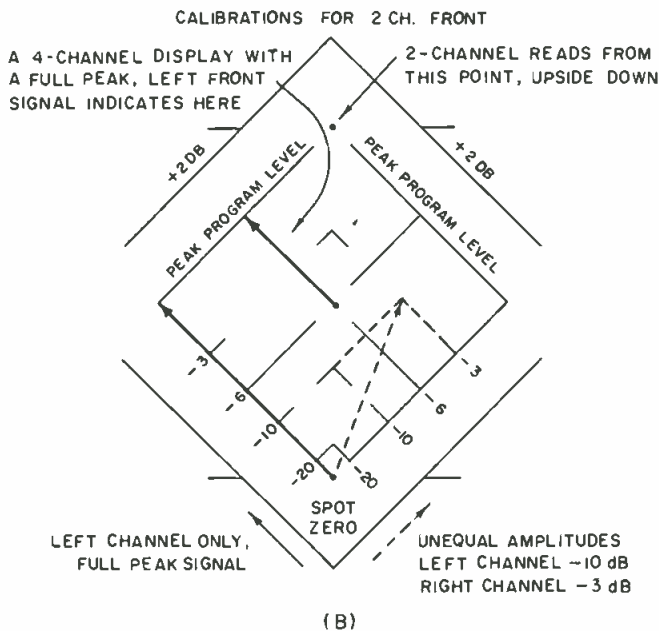 CALIBRATIONS FOR 2 CH. FRONT
A 4-CHANNEL DISPLAY WITH
A FULL PEAK, LEFT FRONT
SIGNAL INDICATES HERE
2-CHANNEL READS FROM
THIS POINT, UPSIDE DOWN
+2 DB
+2 DB
PEAK PROGRAM LEVEL
PEAK PROGRAM LEVEL
-3
-3
-6
-6
-10
-10
-20
-20
SPOT
ZERO
LEFT CHANNEL ONLY,
FULL PEAK SIGNAL
UNEQUAL AMPLITUDES
LEFT CHANNEL -10 dB
RIGHT CHANNEL -3 dB
(B)